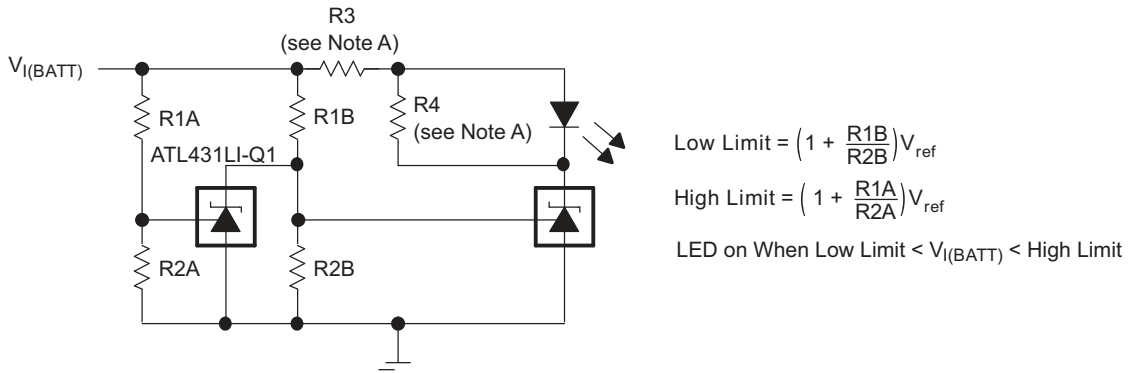 R3
(see Note A)
V_I(BATT)
R1A
R1B
R4
(see Note A)
ATL431LI-Q1
R2A
R2B
Low Limit = (1 + R1B/R2B) V_ref
High Limit = (1 + R1A/R2A) V_ref
LED on When Low Limit < V_I(BATT) < High Limit